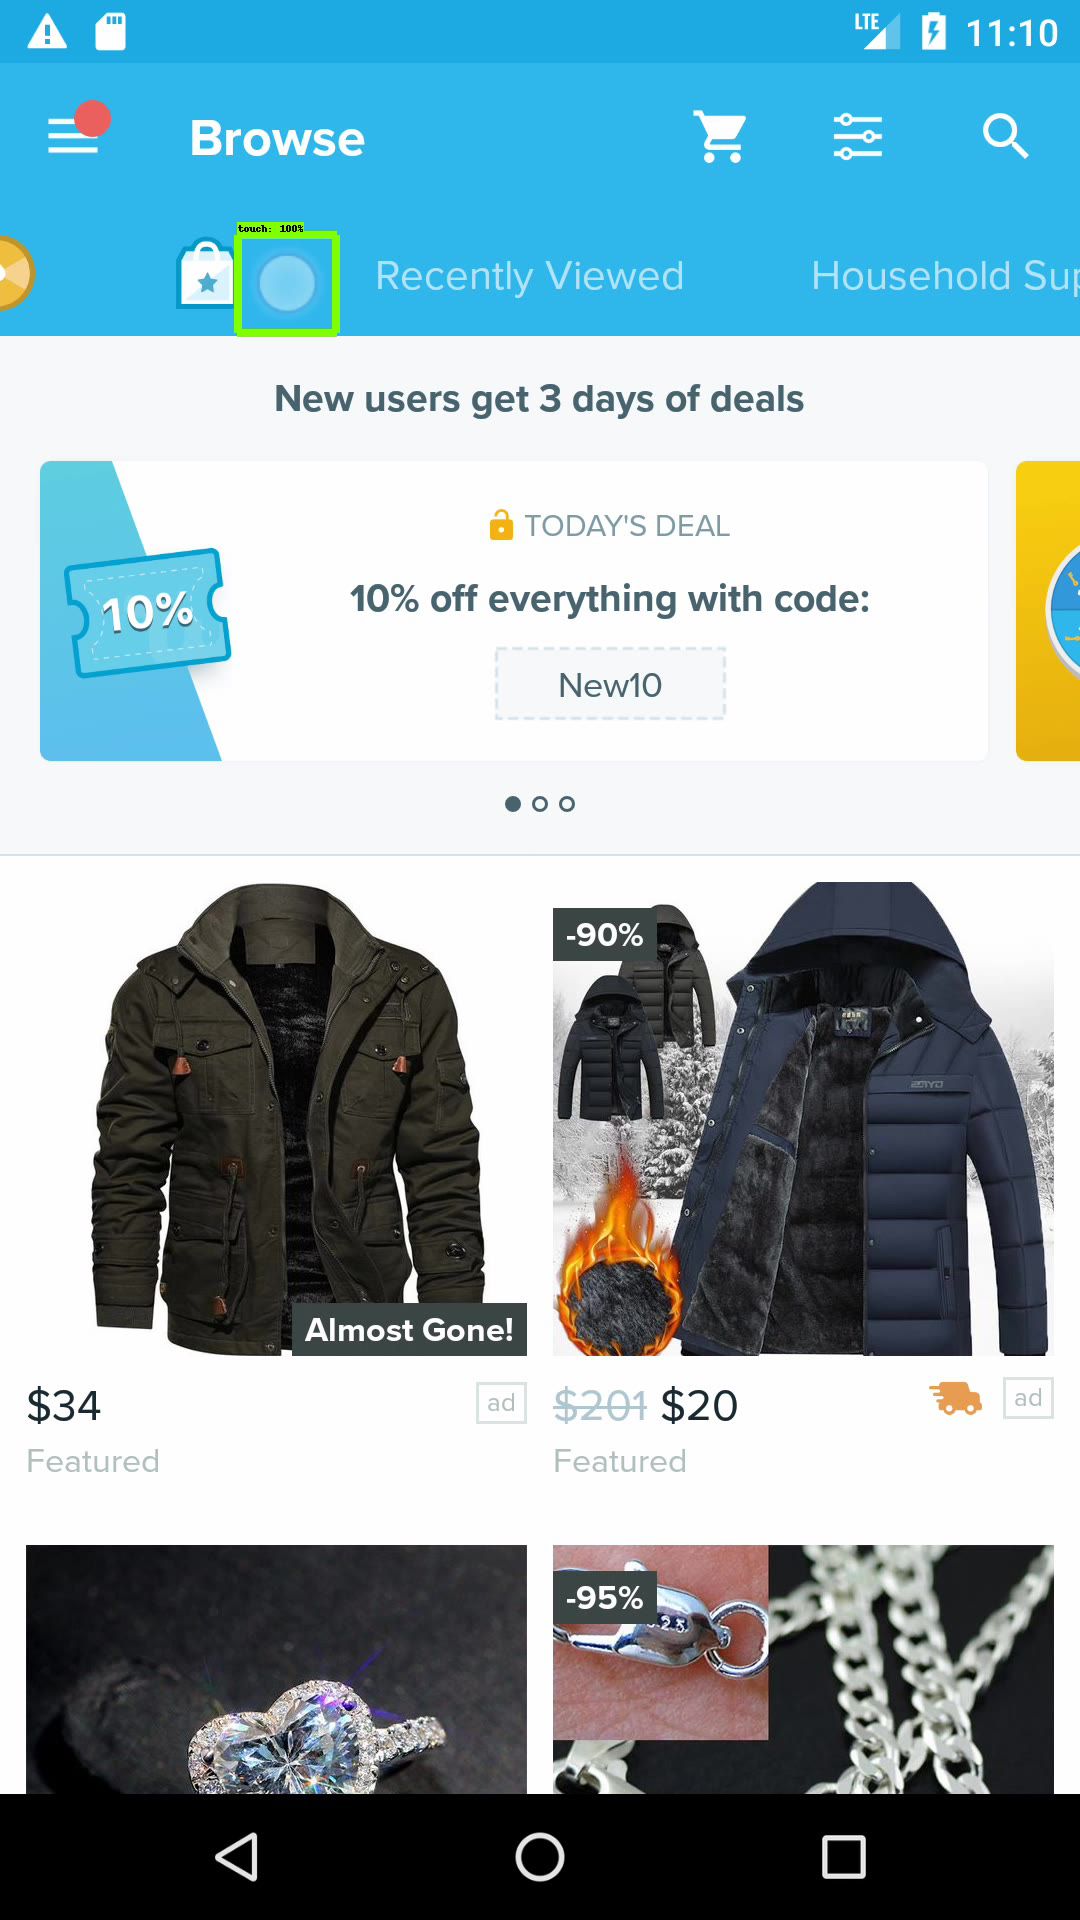 LTE 11:10
Browse
touch: 100%
Recently Viewed
Household Sup
New users get 3 days of deals
TODAY'S DEAL
10%
10% off everything with code:
New10
-90%
Almost Gone!
$34
ad
$201 $20
ad
Featured
Featured
-95%